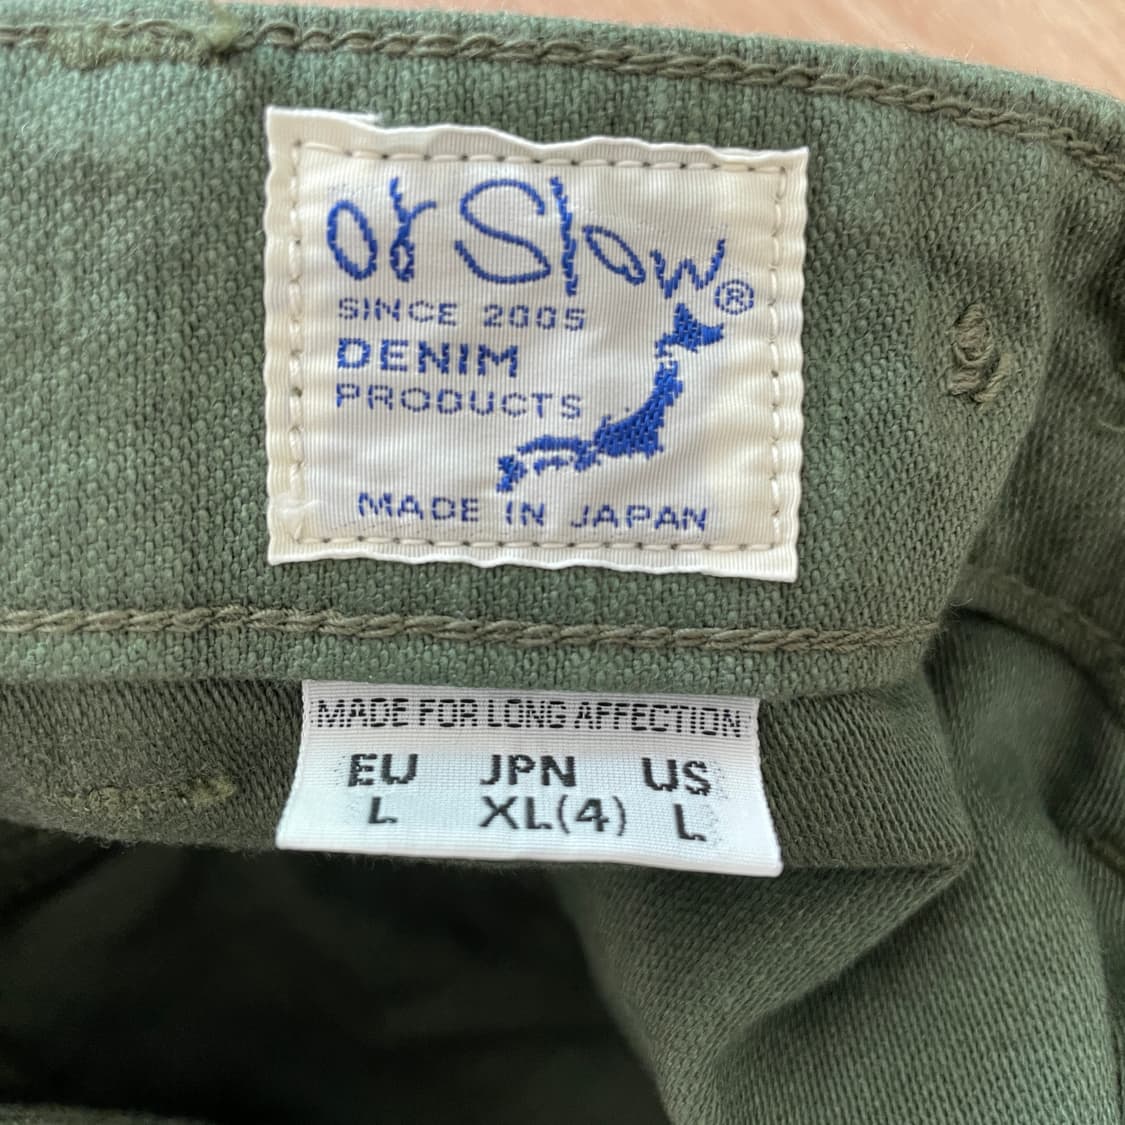 orSlow®
SINCE 2005
DENIM
PRODUCTS
MADE IN JAPAN
MADE FOR LONG AFFECTION
EU JPN US
L XL(4) L